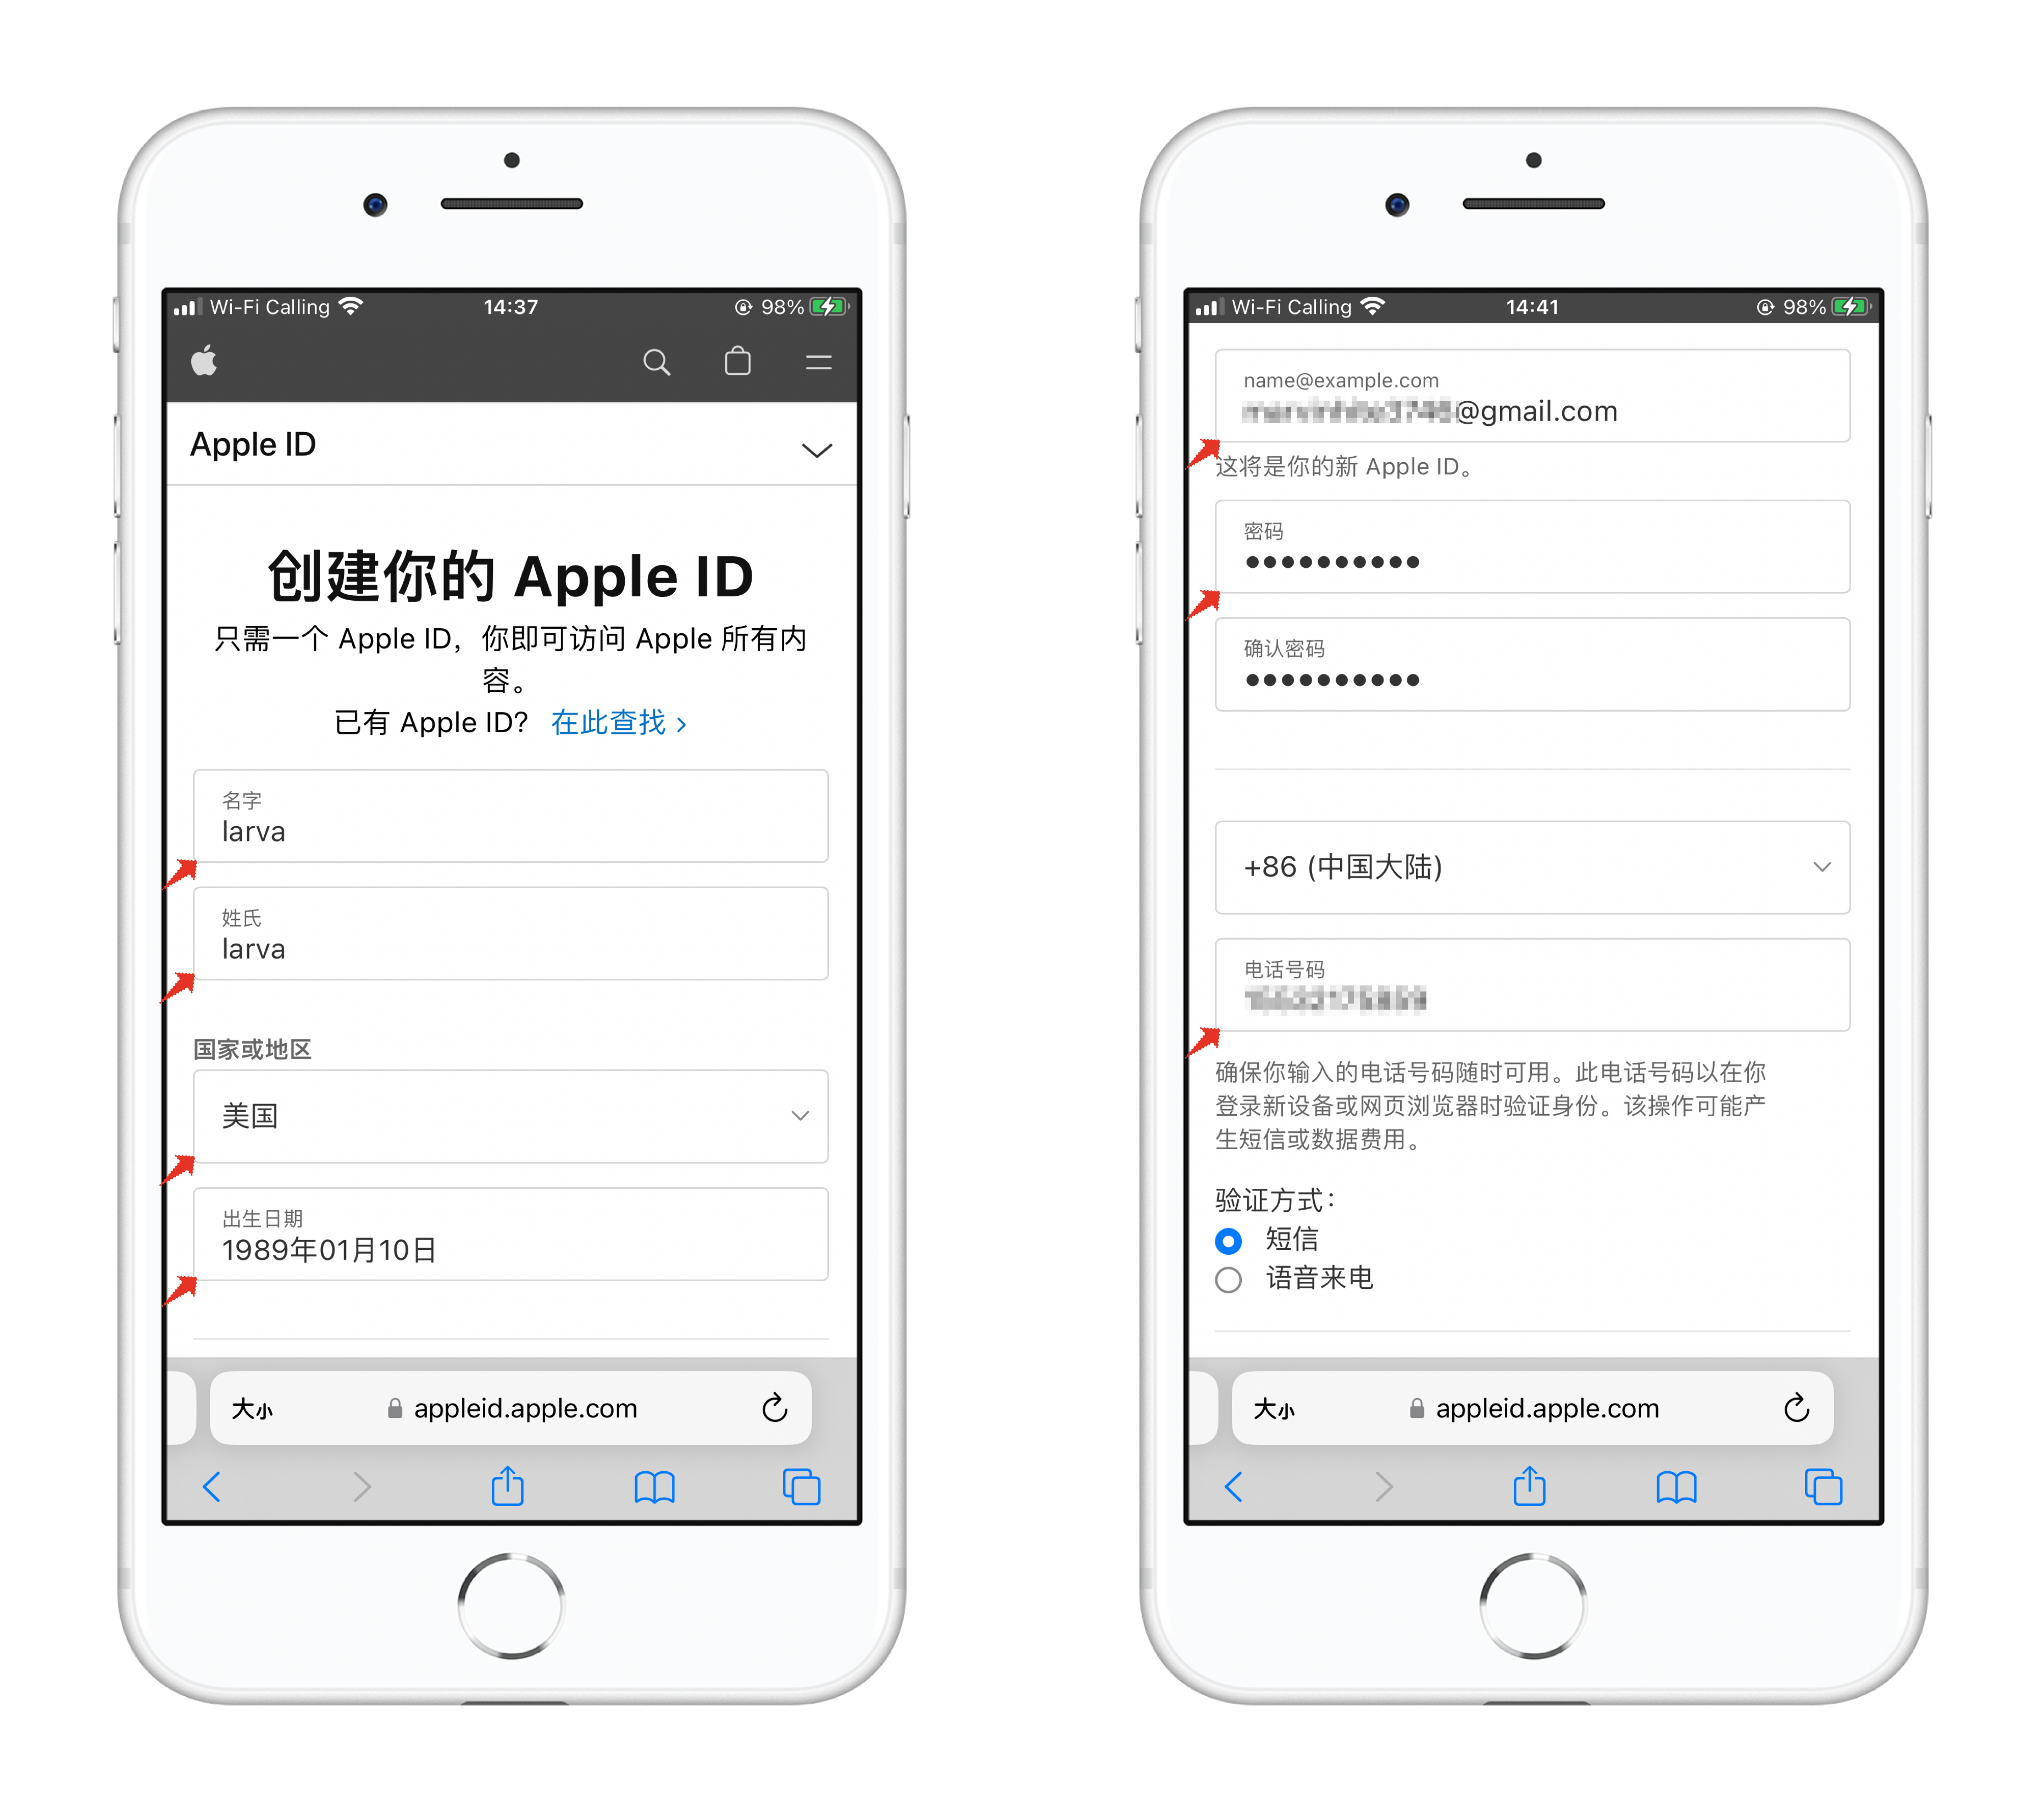 Wi-Fi Calling
14:37
98%
Apple ID
创建你的 Apple ID
只需一个 Apple ID，你即可访问 Apple 所有内
容。
已有 Apple ID？ 在此查找 ›
名字
larva
姓氏
larva
国家或地区
美国
出生日期
1989年01月10日
大小
appleid.apple.com
Wi-Fi Calling
14:41
98%
name@example.com
@gmail.com
这将是你的新 Apple ID。
密码
确认密码
+86 (中国大陆)
电话号码
确保你输入的电话号码随时可用。此电话号码以在你
登录新设备或网页浏览器时验证身份。该操作可能产
生短信或数据费用。
验证方式：
短信
语音来电
大小
appleid.apple.com